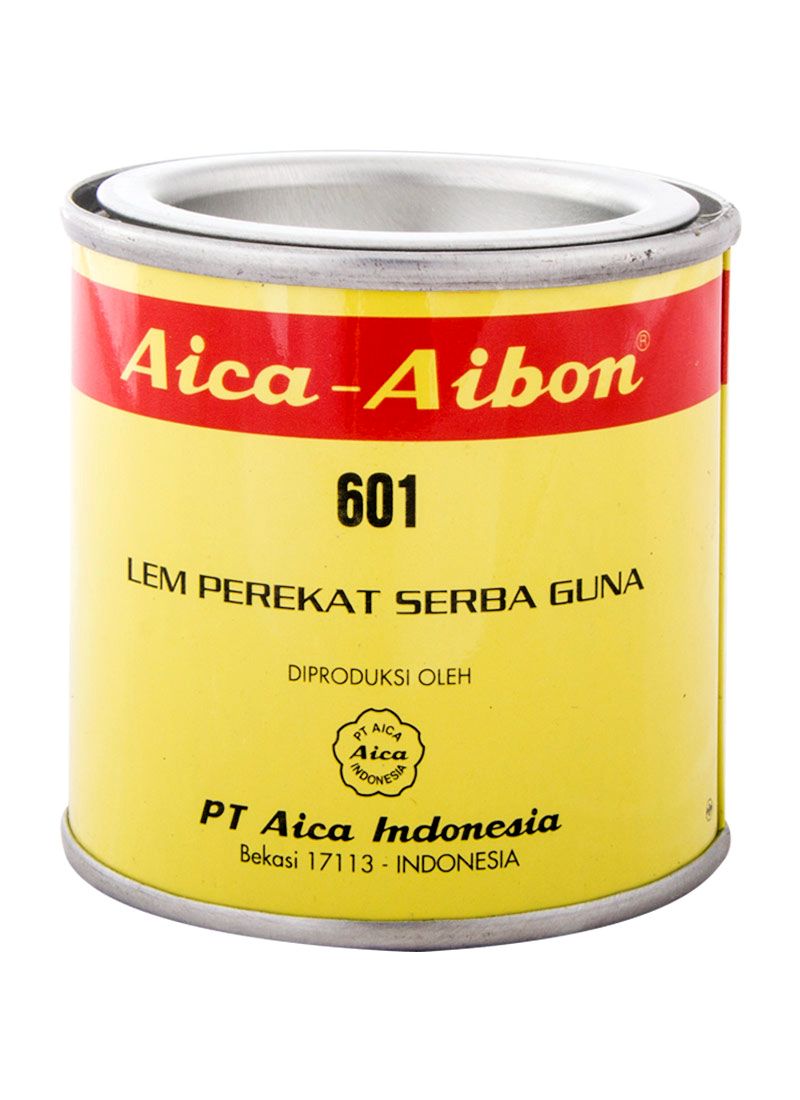 Aica-Aibon®
601
LEM PEREKAT SERBA GUNA
DIPRODUKSI OLEH
PT AICA
Aica
INDONESIA
PT Aica Indonesia
Bekasi 17113 - INDONESIA